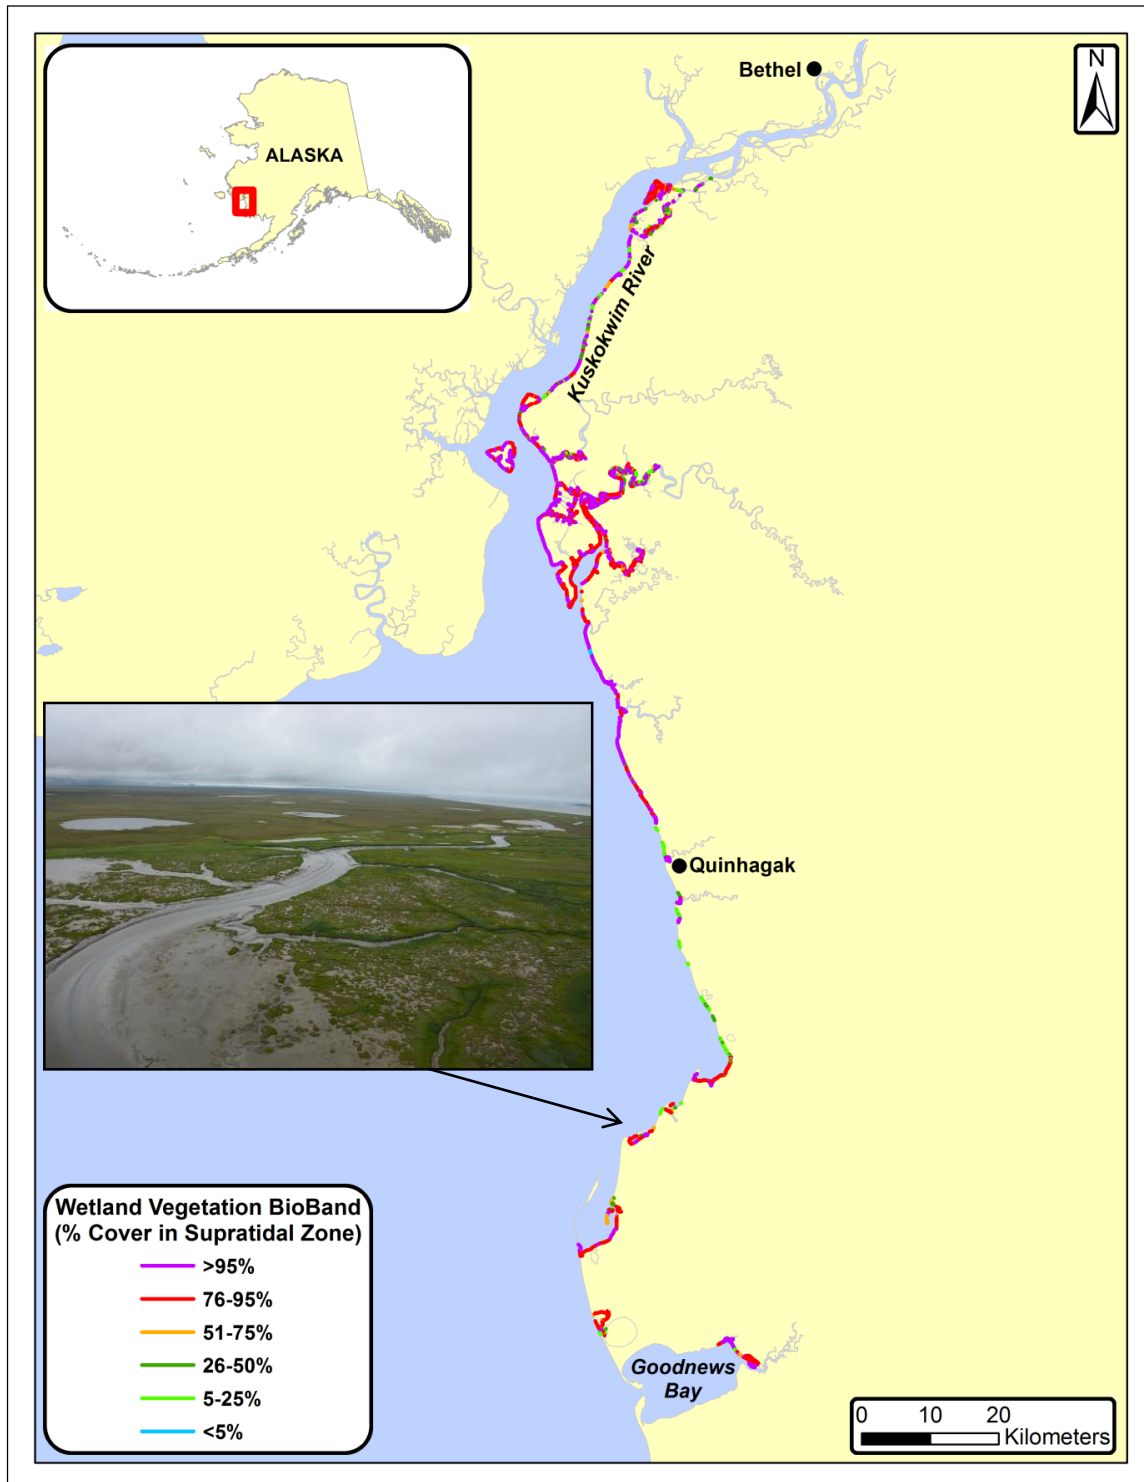 ALASKA
Bethel
N
Kuskokwim River
Quinhagak
Goodnews
Bay
Wetland Vegetation BioBand
(% Cover in Supratidal Zone)
>95%
76-95%
51-75%
26-50%
5-25%
<5%
0 10 20
Kilometers